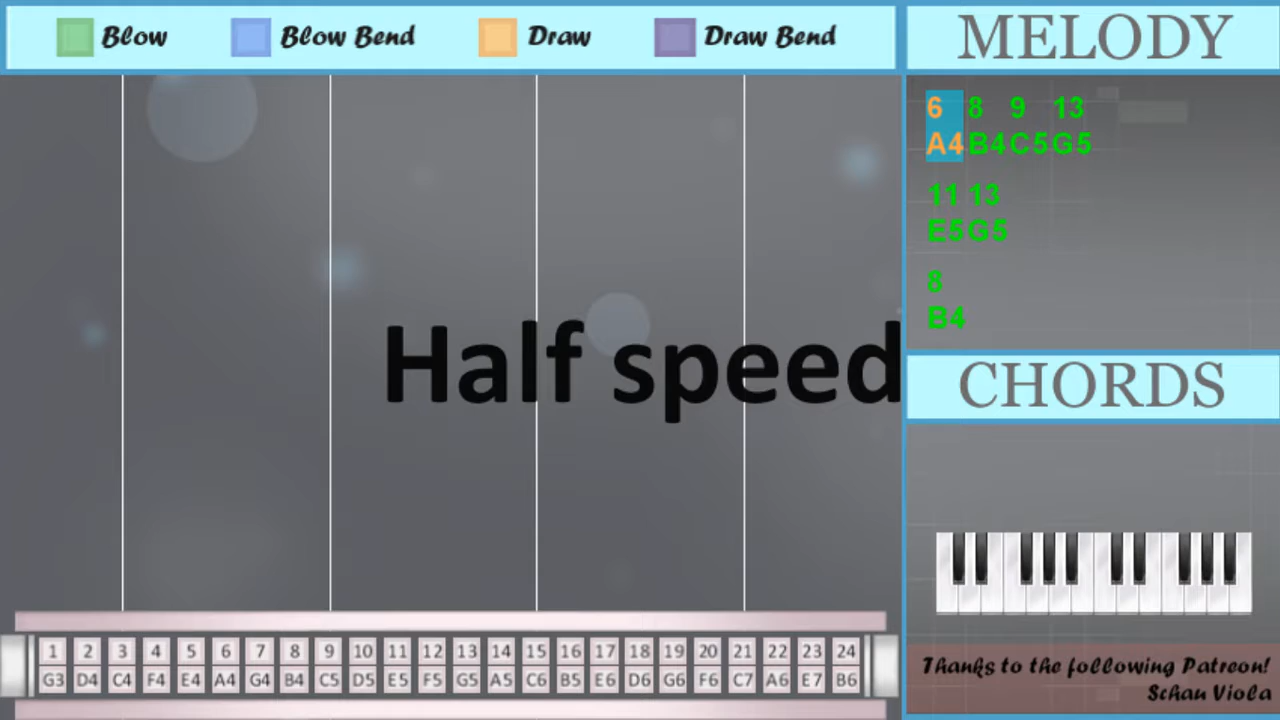 Blow Blow Bend Draw Draw Bend
MELODY
6 8 9 13
A4 B4 C5 G5
11 13
E5 G5
8
B4
Half speed
CHORDS
1 2 3 4 5 6 7 8 9 10 11 12 13 14 15 16 17 18 19 20 21 22 23 24
G3 D4 C4 F4 E4 A4 G4 B4 C5 D5 E5 F5 G5 A5 C6 B5 E6 D6 G6 F6 C7 A6 E7 B6
Thanks to the following Patreon!
Schau Viola